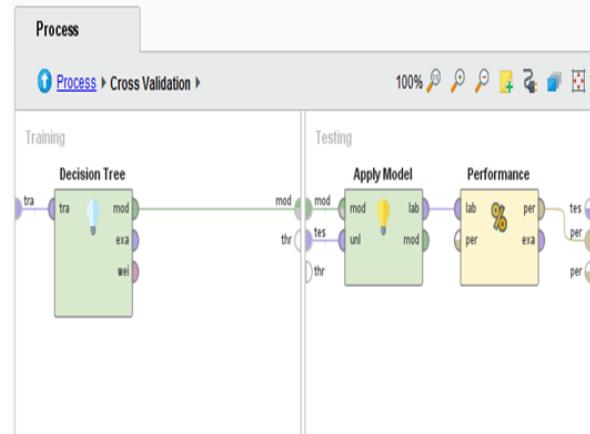 Process
Process Cross Validation
100%
Training
Testing
Decision Tree
Apply Model
Performance
tra
tra
mod
exa
wei
mod
thr
mod
tes
thr
mod
unl
lab
mod
lab
per
%
per
exa
tes
per
per